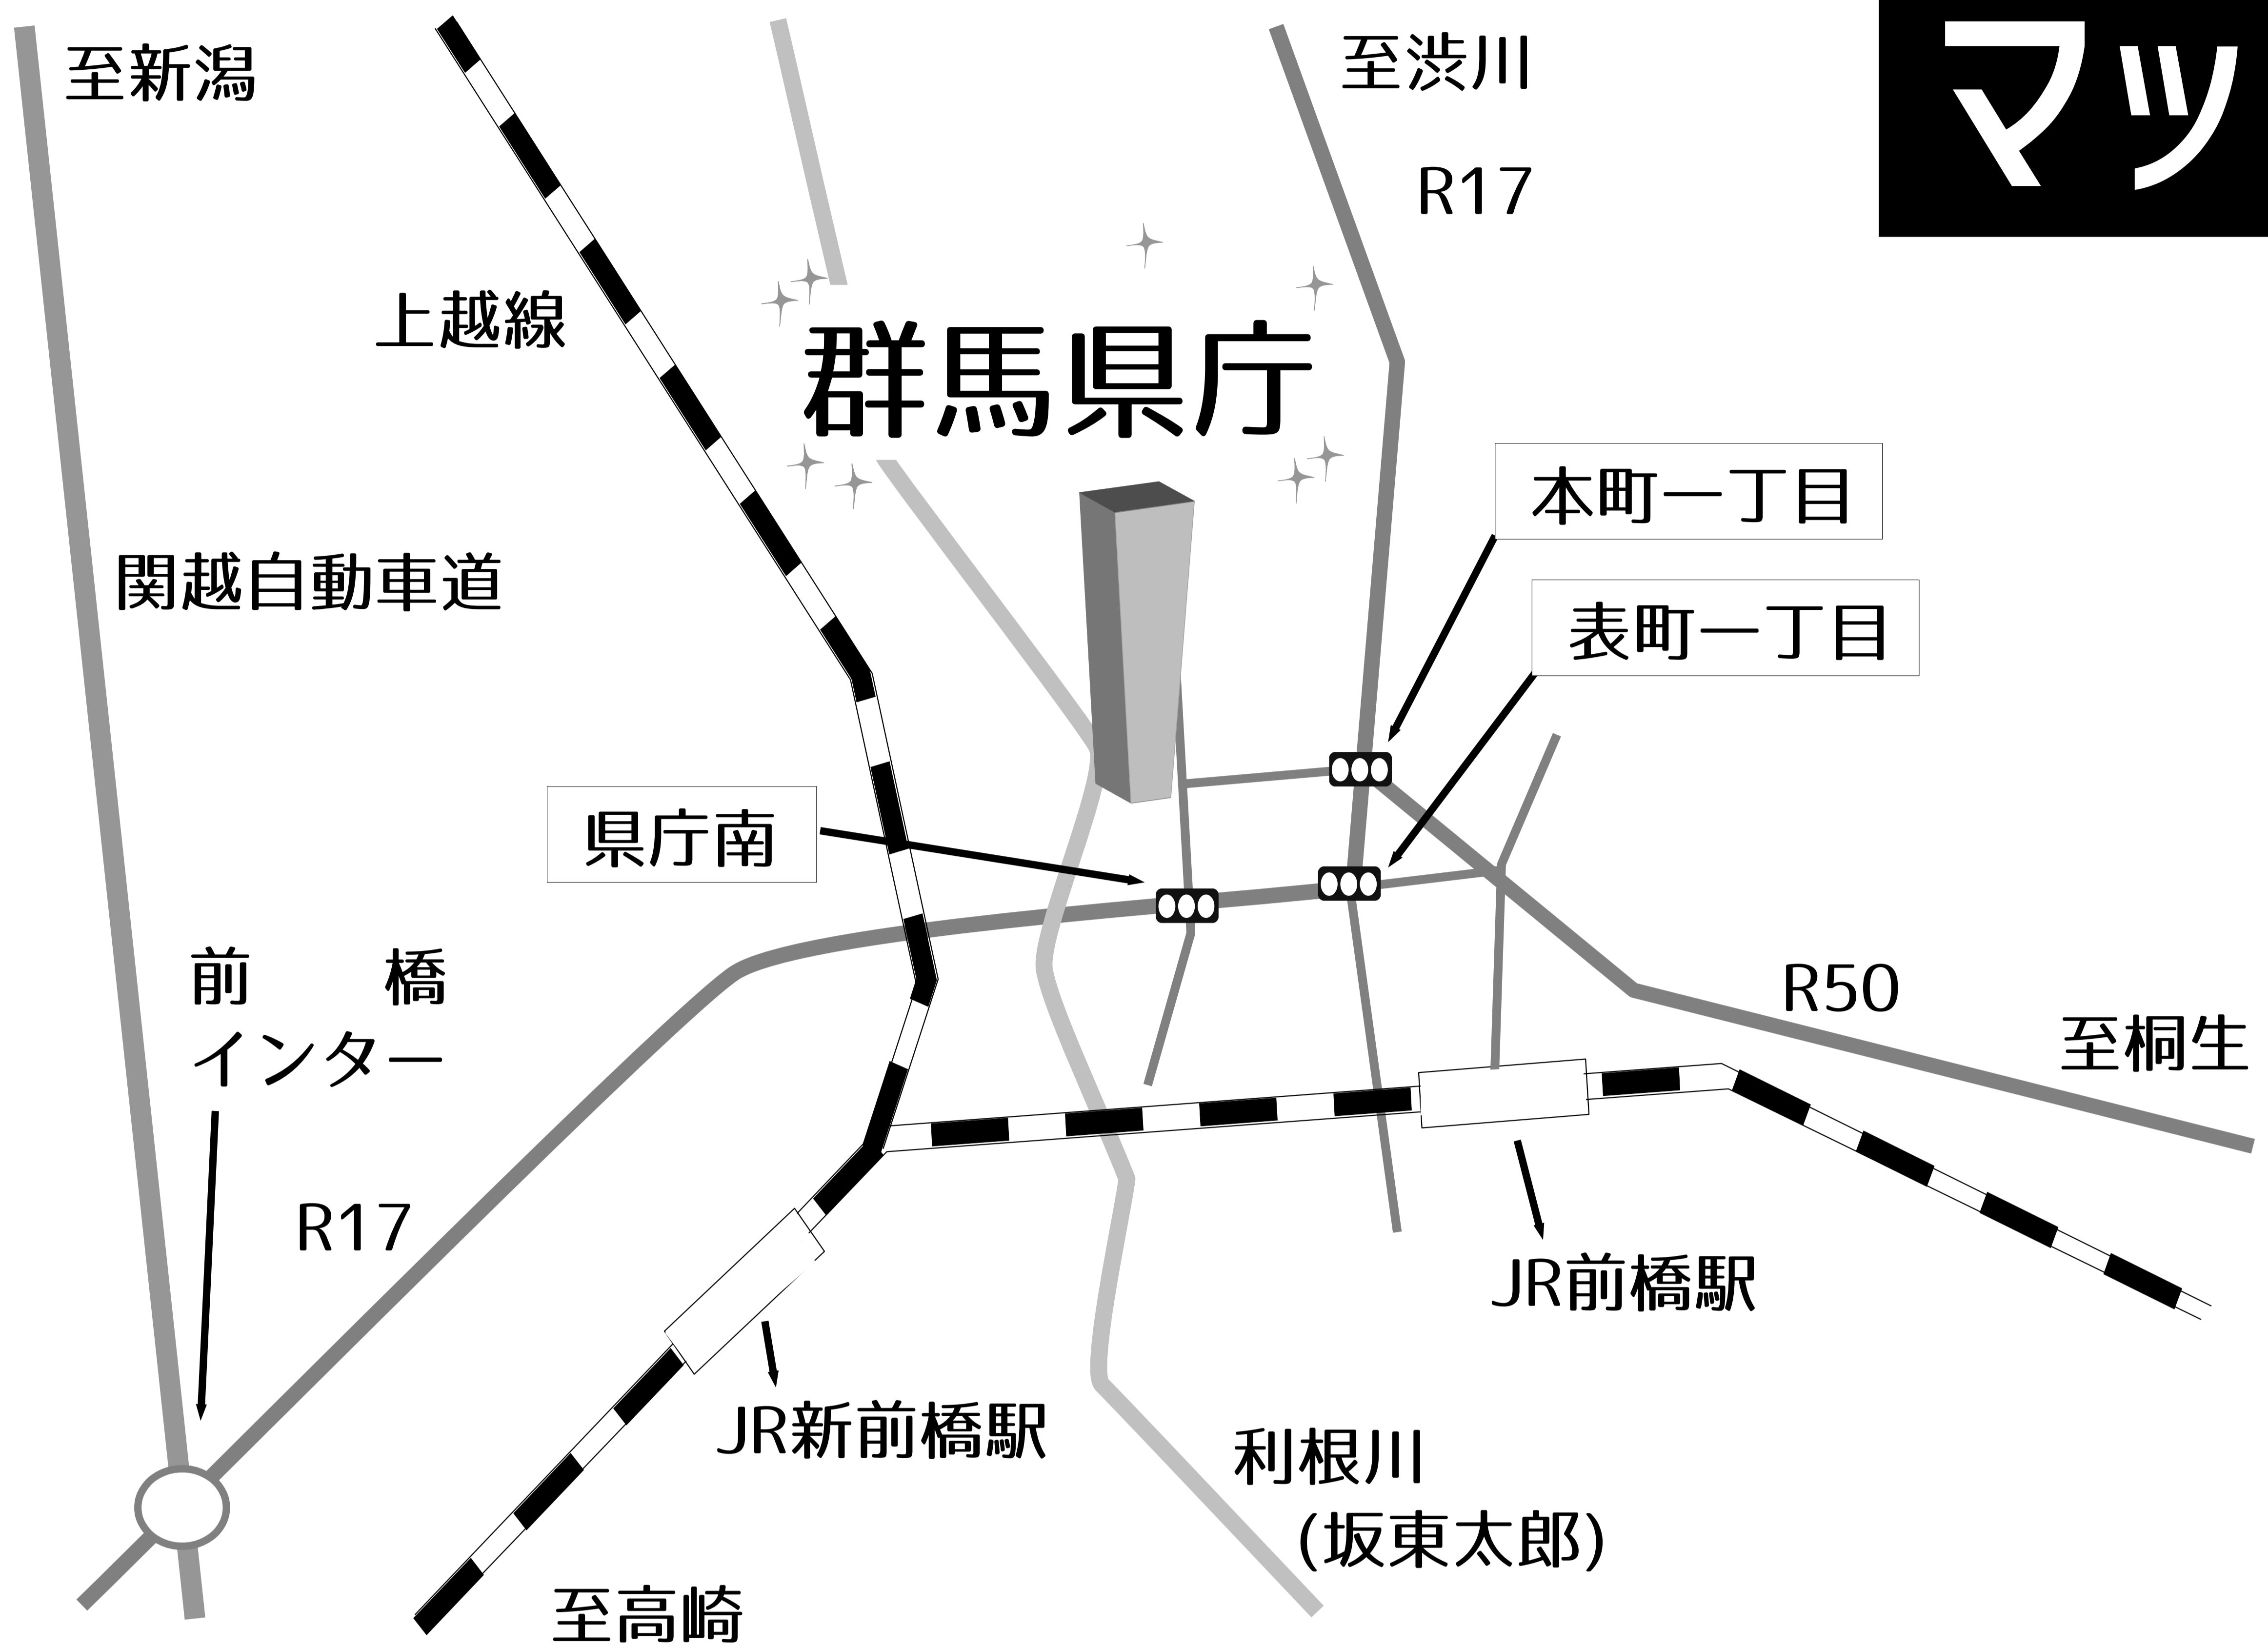 至新潟
至渋川
マッ
R17
上越線
群馬県庁
本町一丁目
関越自動車道
表町一丁目
県庁南
前　橋
インター
R50
至桐生
R17
JR前橋駅
JR新前橋駅
利根川
(坂東太郎)
至高崎